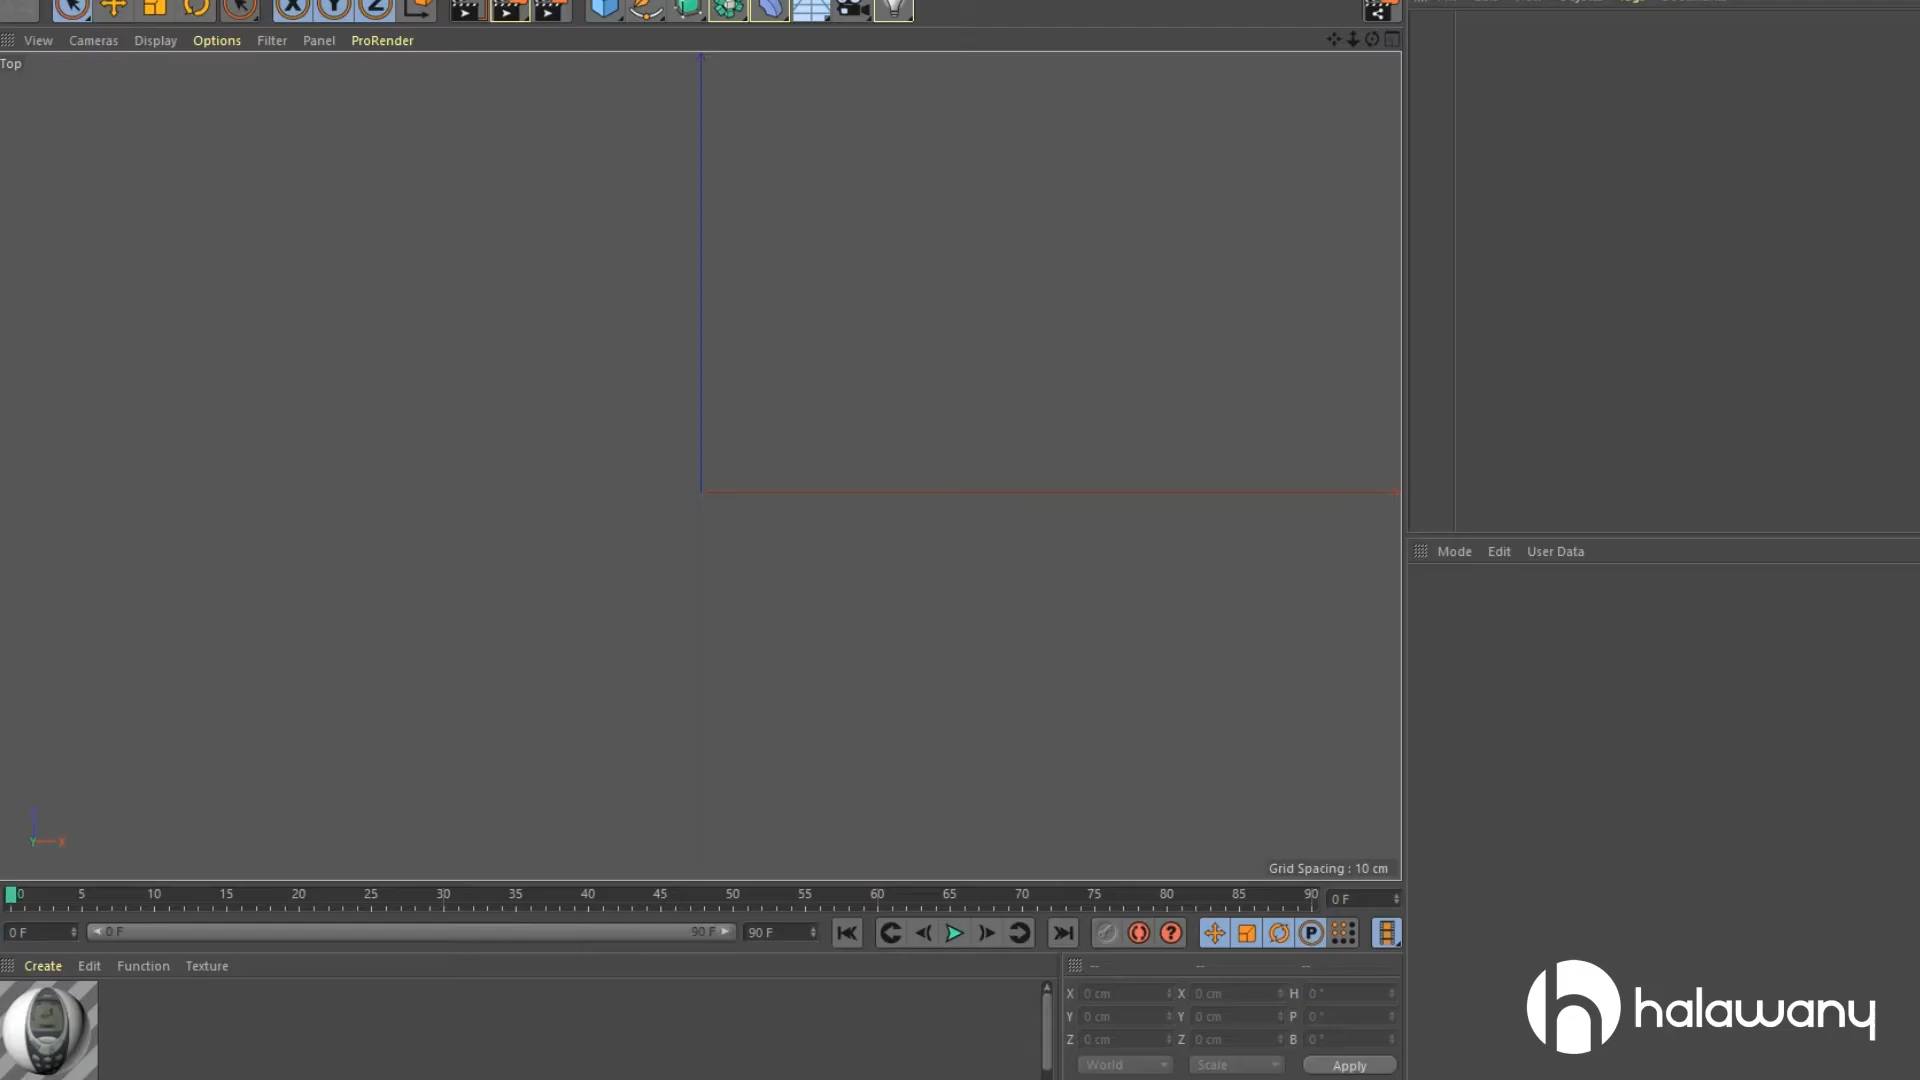 X Y Z
View Cameras Display Options Filter Panel ProRender
Top
Y X
Grid Spacing : 10 cm
0 5 10 15 20 25 30 35 40 45 50 55 60 65 70 75 80 85 90 0 F
0 F 0 F 90 F 90 F ? P
Create Edit Function Texture
-- -- --
X 0 cm X 0 cm H 0 °
Y 0 cm Y 0 cm P 0 °
Z 0 cm Z 0 cm B 0 °
World Scale Apply
Mode Edit User Data
halawany